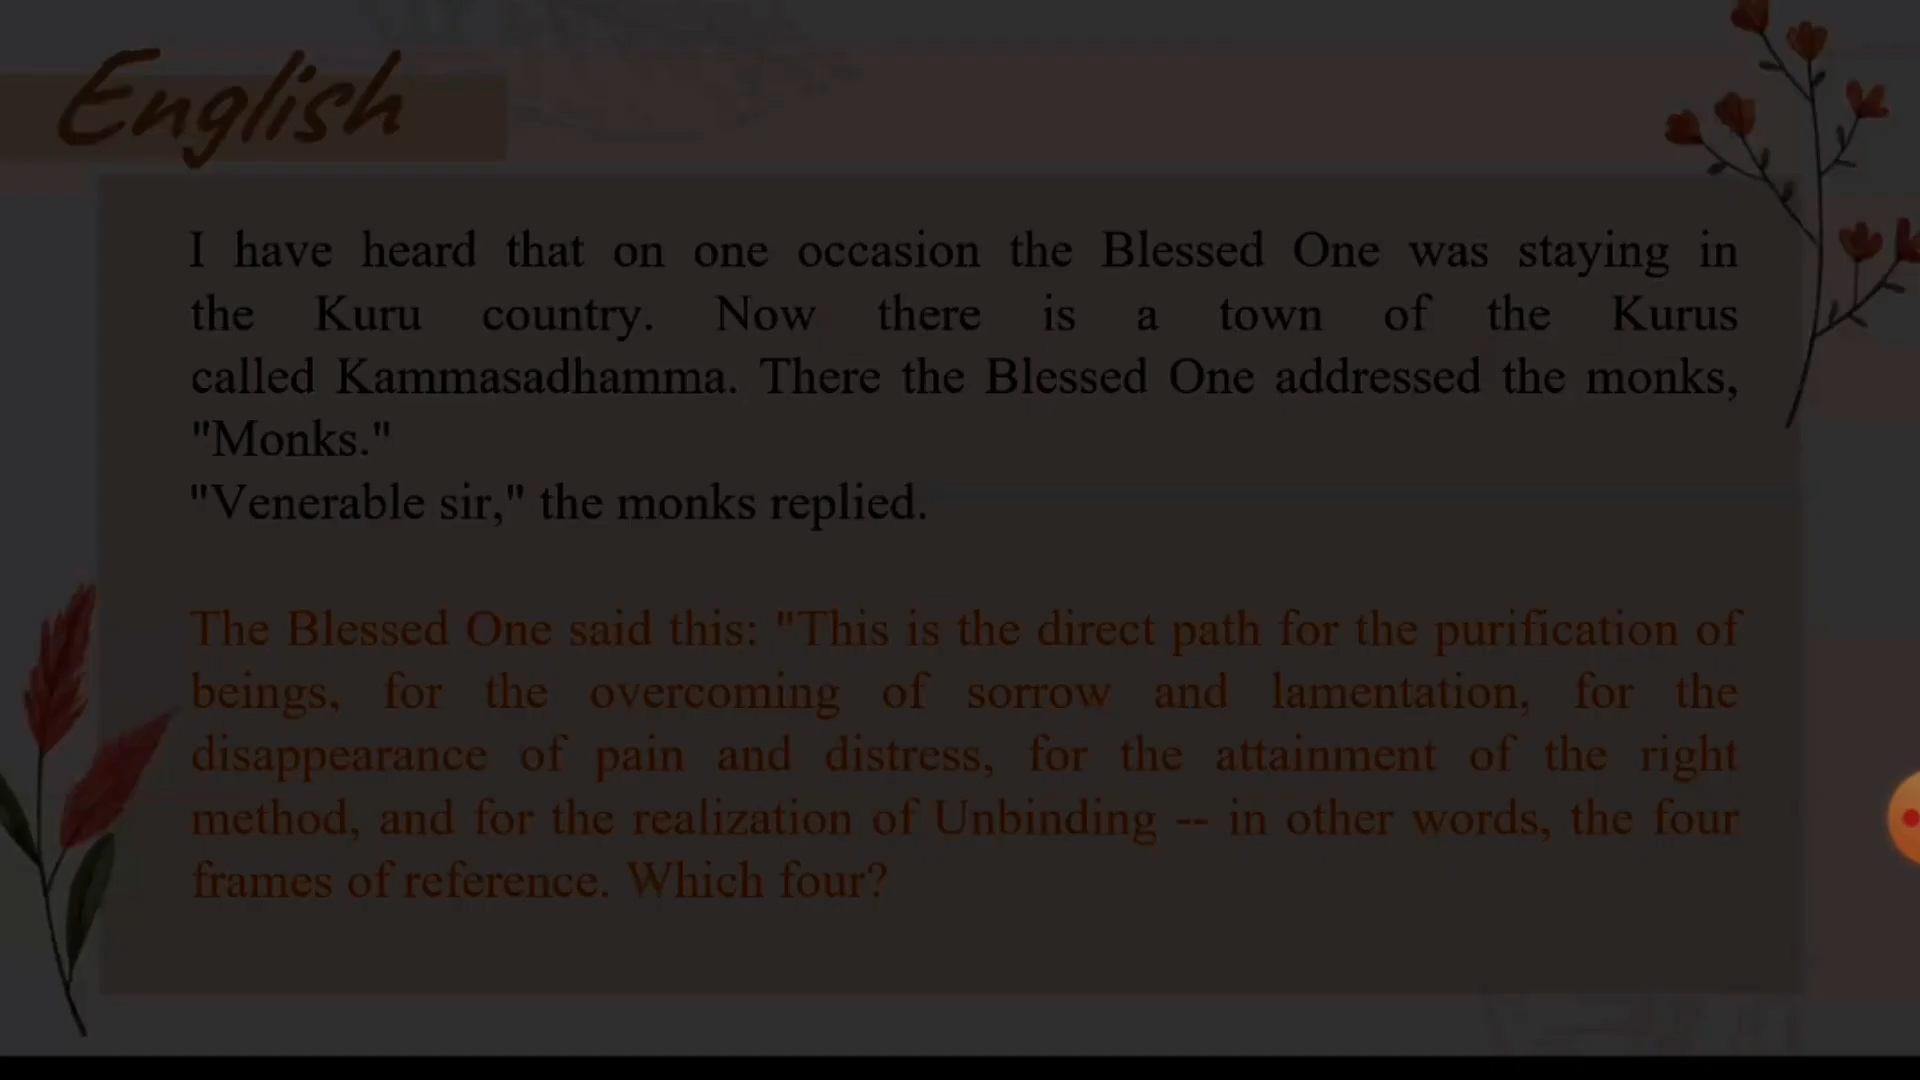 English
I have heard that on one occasion the Blessed One was staying in
the Kuru country. Now there is a town of the Kurus
called Kammasadhamma. There the Blessed One addressed the monks,
"Monks."
"Venerable sir," the monks replied.
The Blessed One said this: "This is the direct path for the purification of
beings, for the overcoming of sorrow and lamentation, for the
disappearance of pain and distress, for the attainment of the right
method, and for the realization of Unbinding -- in other words, the four
frames of reference. Which four?